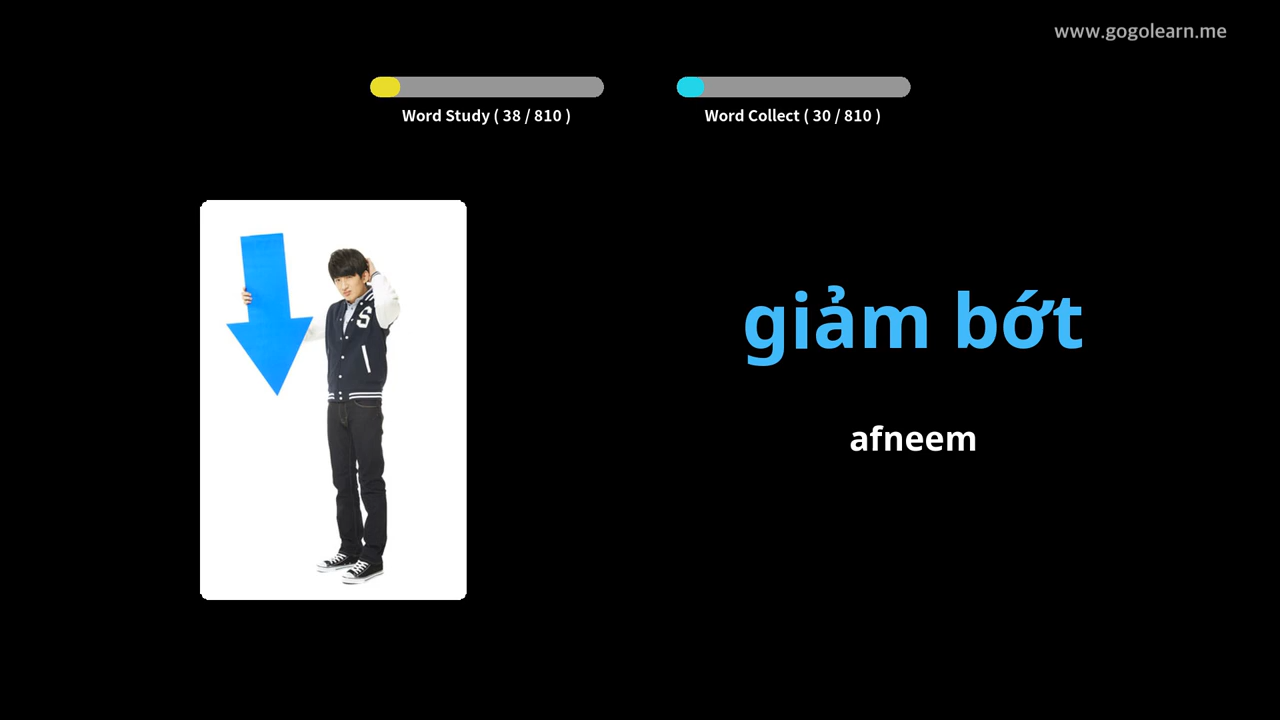 www.gogolearn.me
Word Study ( 38 / 810 )
Word Collect ( 30 / 810 )
S
giảm bớt
afneem